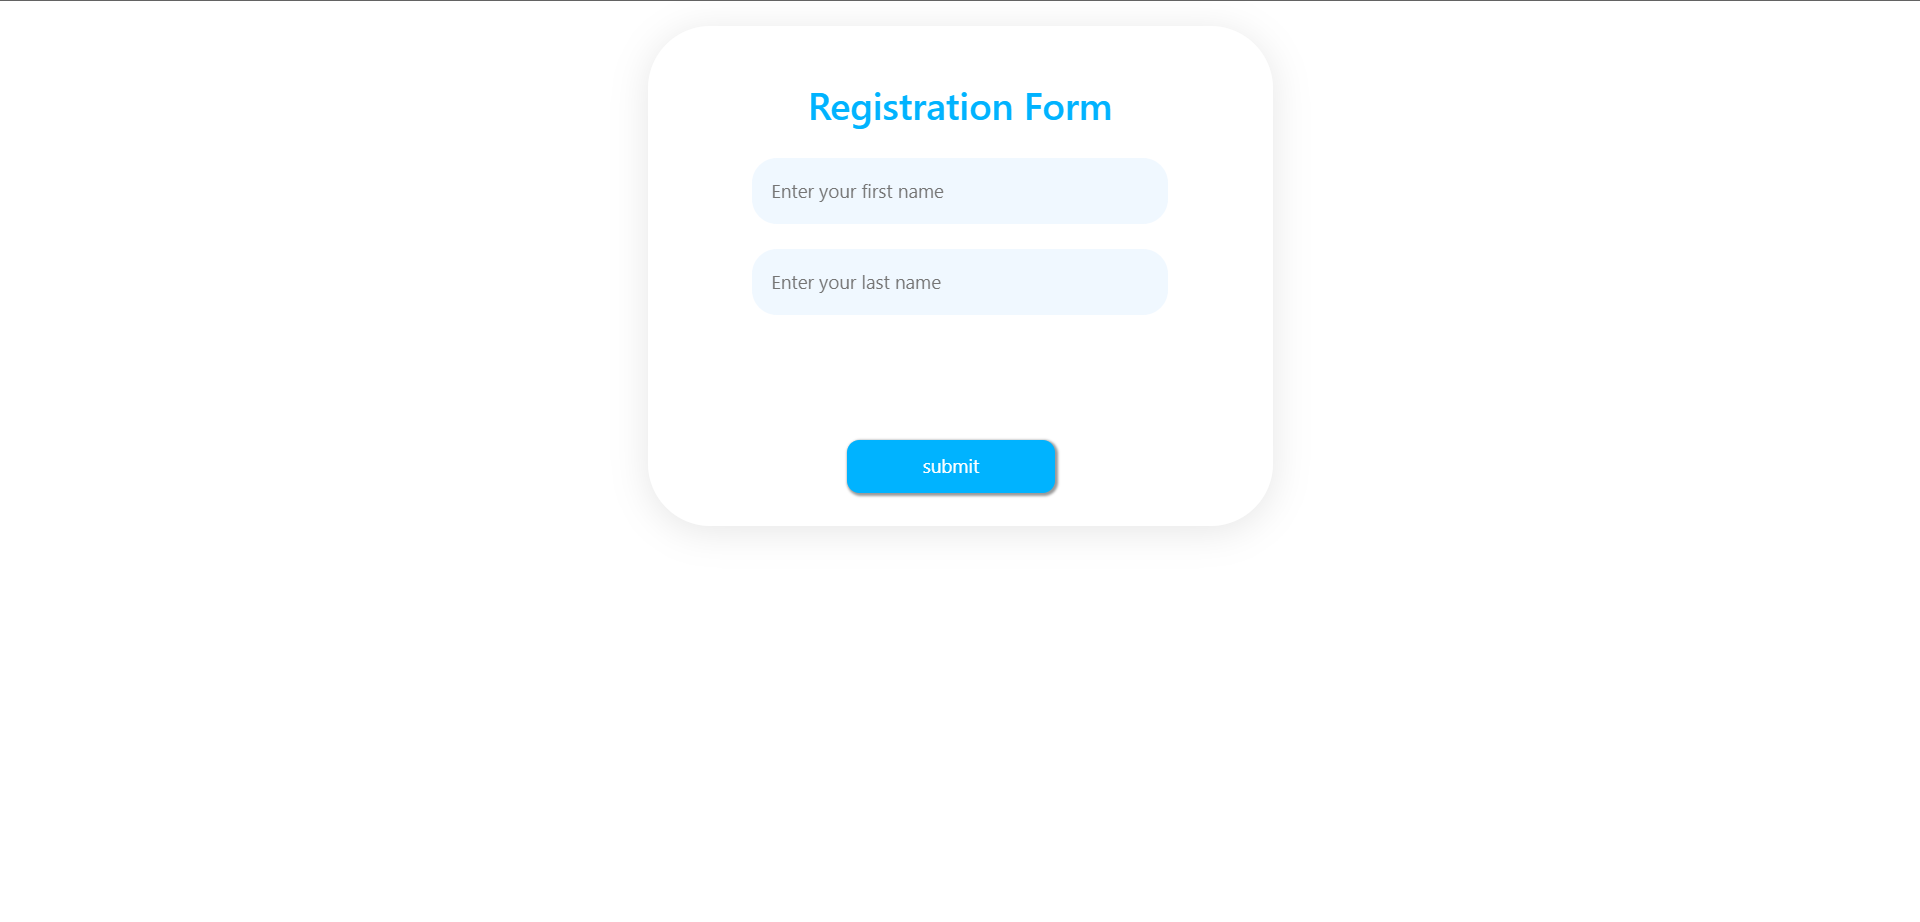 Registration Form
Enter your first name
Enter your last name
submit